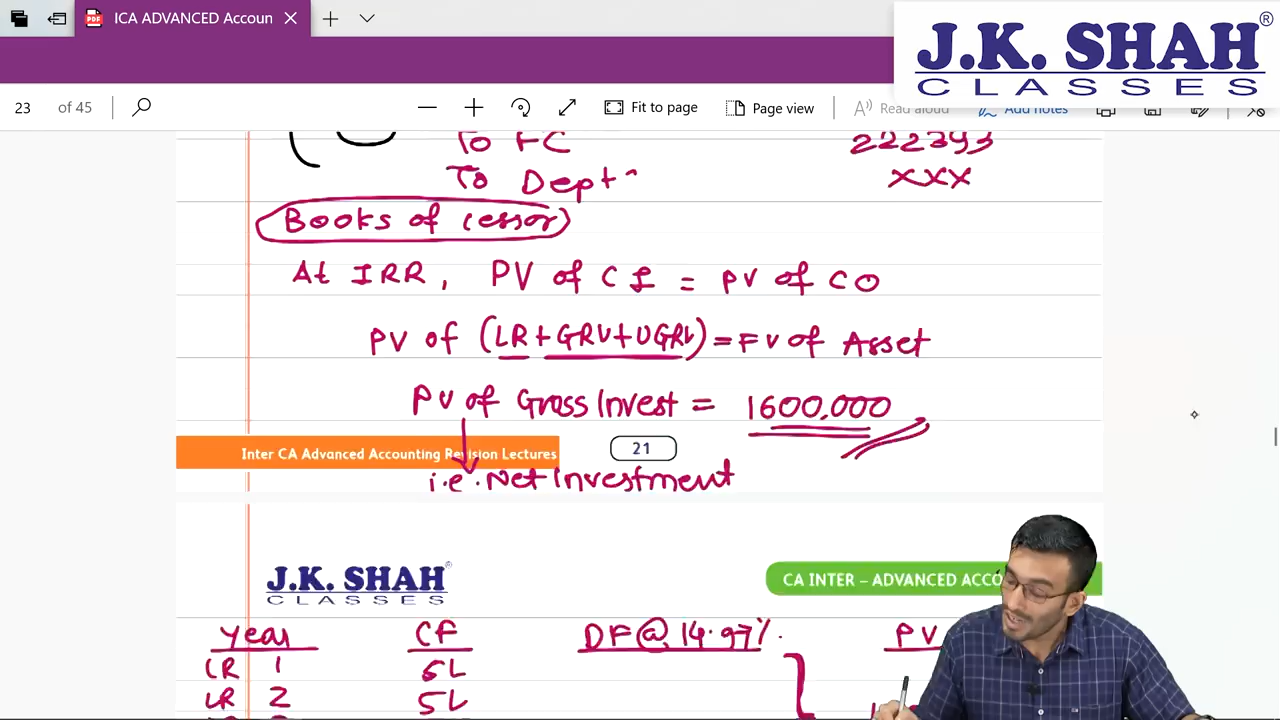 ICA ADVANCED Accoun
J.K. SHAH®
CLASSES
23 of 45
Fit to page
Page view
Read aloud
Add notes
To FC 222393
To Dept? XXX
Books of Lessor
At IRR, PV of CI = PV of CO
PV of (LR+GRV+UGRV) = FV of Asset
PV of Gross Invest = 1600,000
Inter CA Advanced Accounting Revision Lectures
21
i.e. Net Investment
J.K. SHAH®
CLASSES
CA INTER – ADVANCED ACCO
Year CF DF@ 14.97% PV
LR 1 5L
LR 2 5L